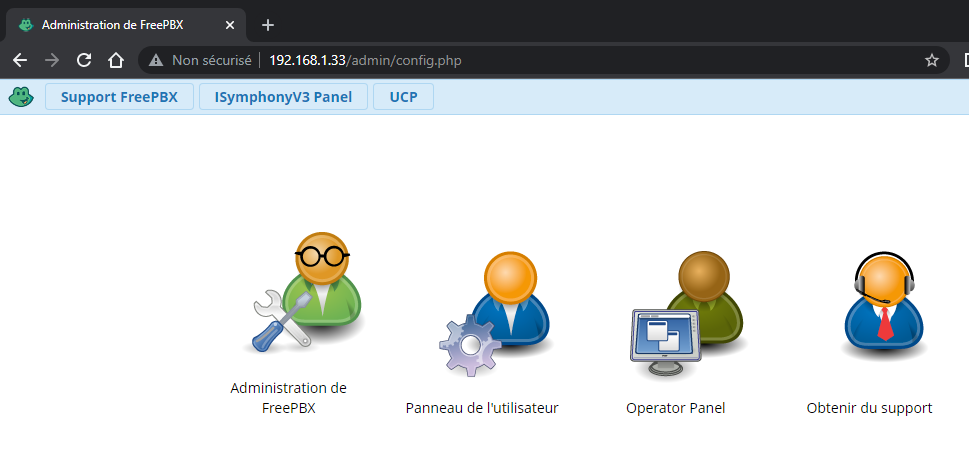 Administration de FreePBX
Non sécurisé 192.168.1.33/admin/config.php
Support FreePBX ISymphonyV3 Panel UCP
Administration de
FreePBX Panneau de l'utilisateur Operator Panel Obtenir du support